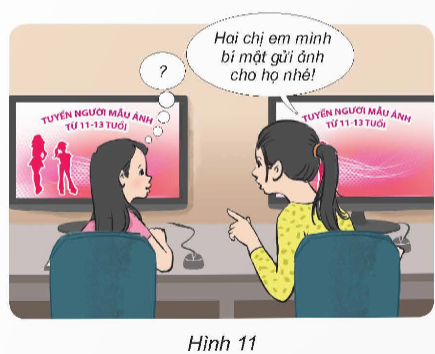 Hai chị em mình
bí mật gửi ảnh
cho họ nhé!
?
TUYỂN NGƯỜI MẪU ẢNH
TỪ 11-13 TUỔI
TUYỂN NGƯỜI MẪU ẢNH
TỪ 11-13 TUỔI
Hình 11